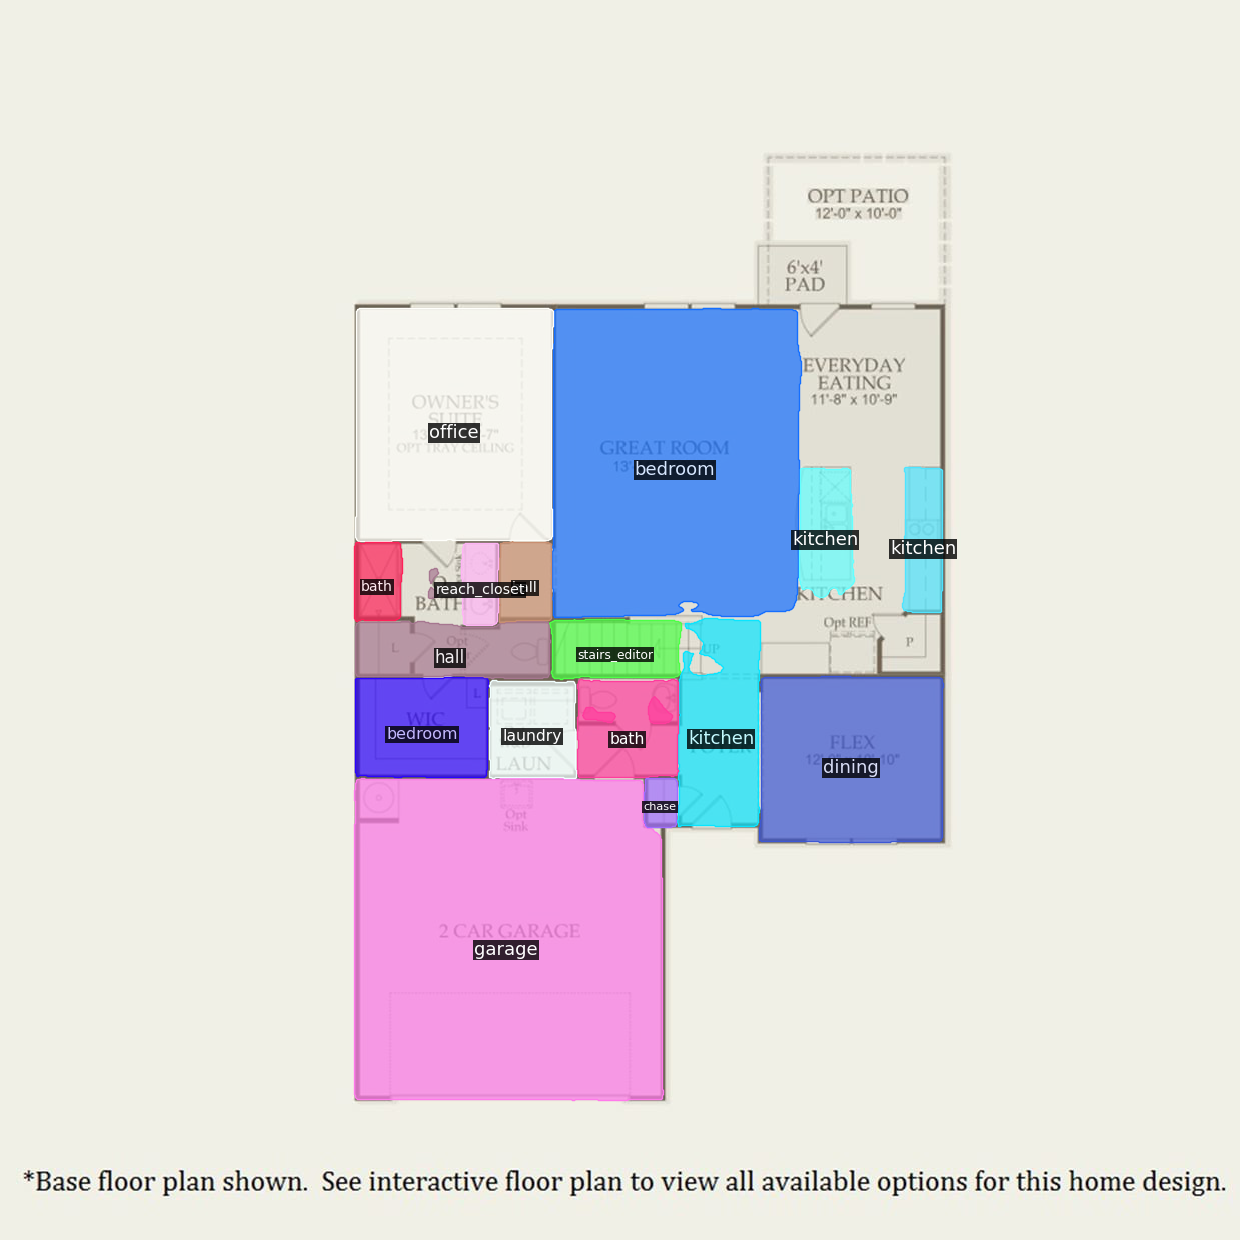 OPT PATIO
12'-0" x 10'-0"
6'x4'
PAD
EVERYDAY
EATING
11'-8" x 10'-9"
OWNER'S
SUITE
office
OPT TRAY CEILING
GREAT ROOM
bedroom
kitchen
kitchen
KITCHEN
bath
reach_closet
BATH
Opt REF
P
L
Opt
hall
stairs_editor
UP
L
WIC
bedroom
laundry
LAUN
bath
kitchen
FLEX
dining
chase
Opt
Sink
2 CAR GARAGE
garage
*Base floor plan shown. See interactive floor plan to view all available options for this home design.